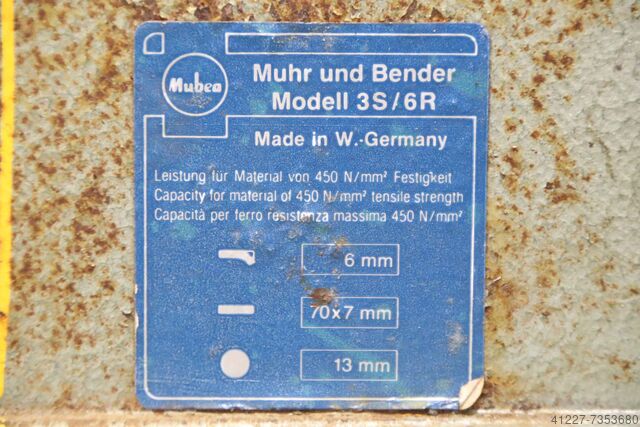 Mubea
Muhr und Bender
Modell 3S/6R
Made in W.-Germany
Leistung für Material von 450 N/mm² Festigkeit
Capacity for material of 450 N/mm² tensile strength
Capacità per ferro resistenza massima 450 N/mm²
6 mm
70x7 mm
13 mm
41227-7353680